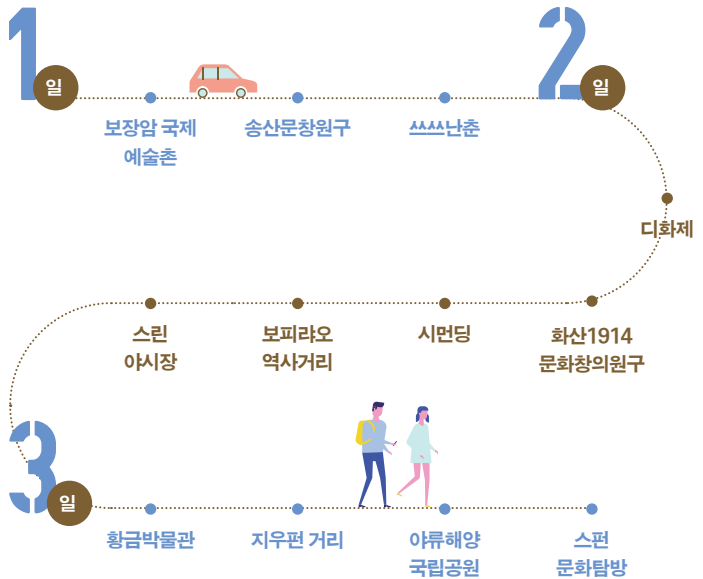 1일
보장암 국제
예술촌
송산문창원구
쓰쓰난춘
2일
디화제
화산1914
문화창의원구
시먼딩
보피랴오
역사거리
스린
야시장
3일
황금박물관
지우펀 거리
야류해양
국립공원
스펀
문화탐방